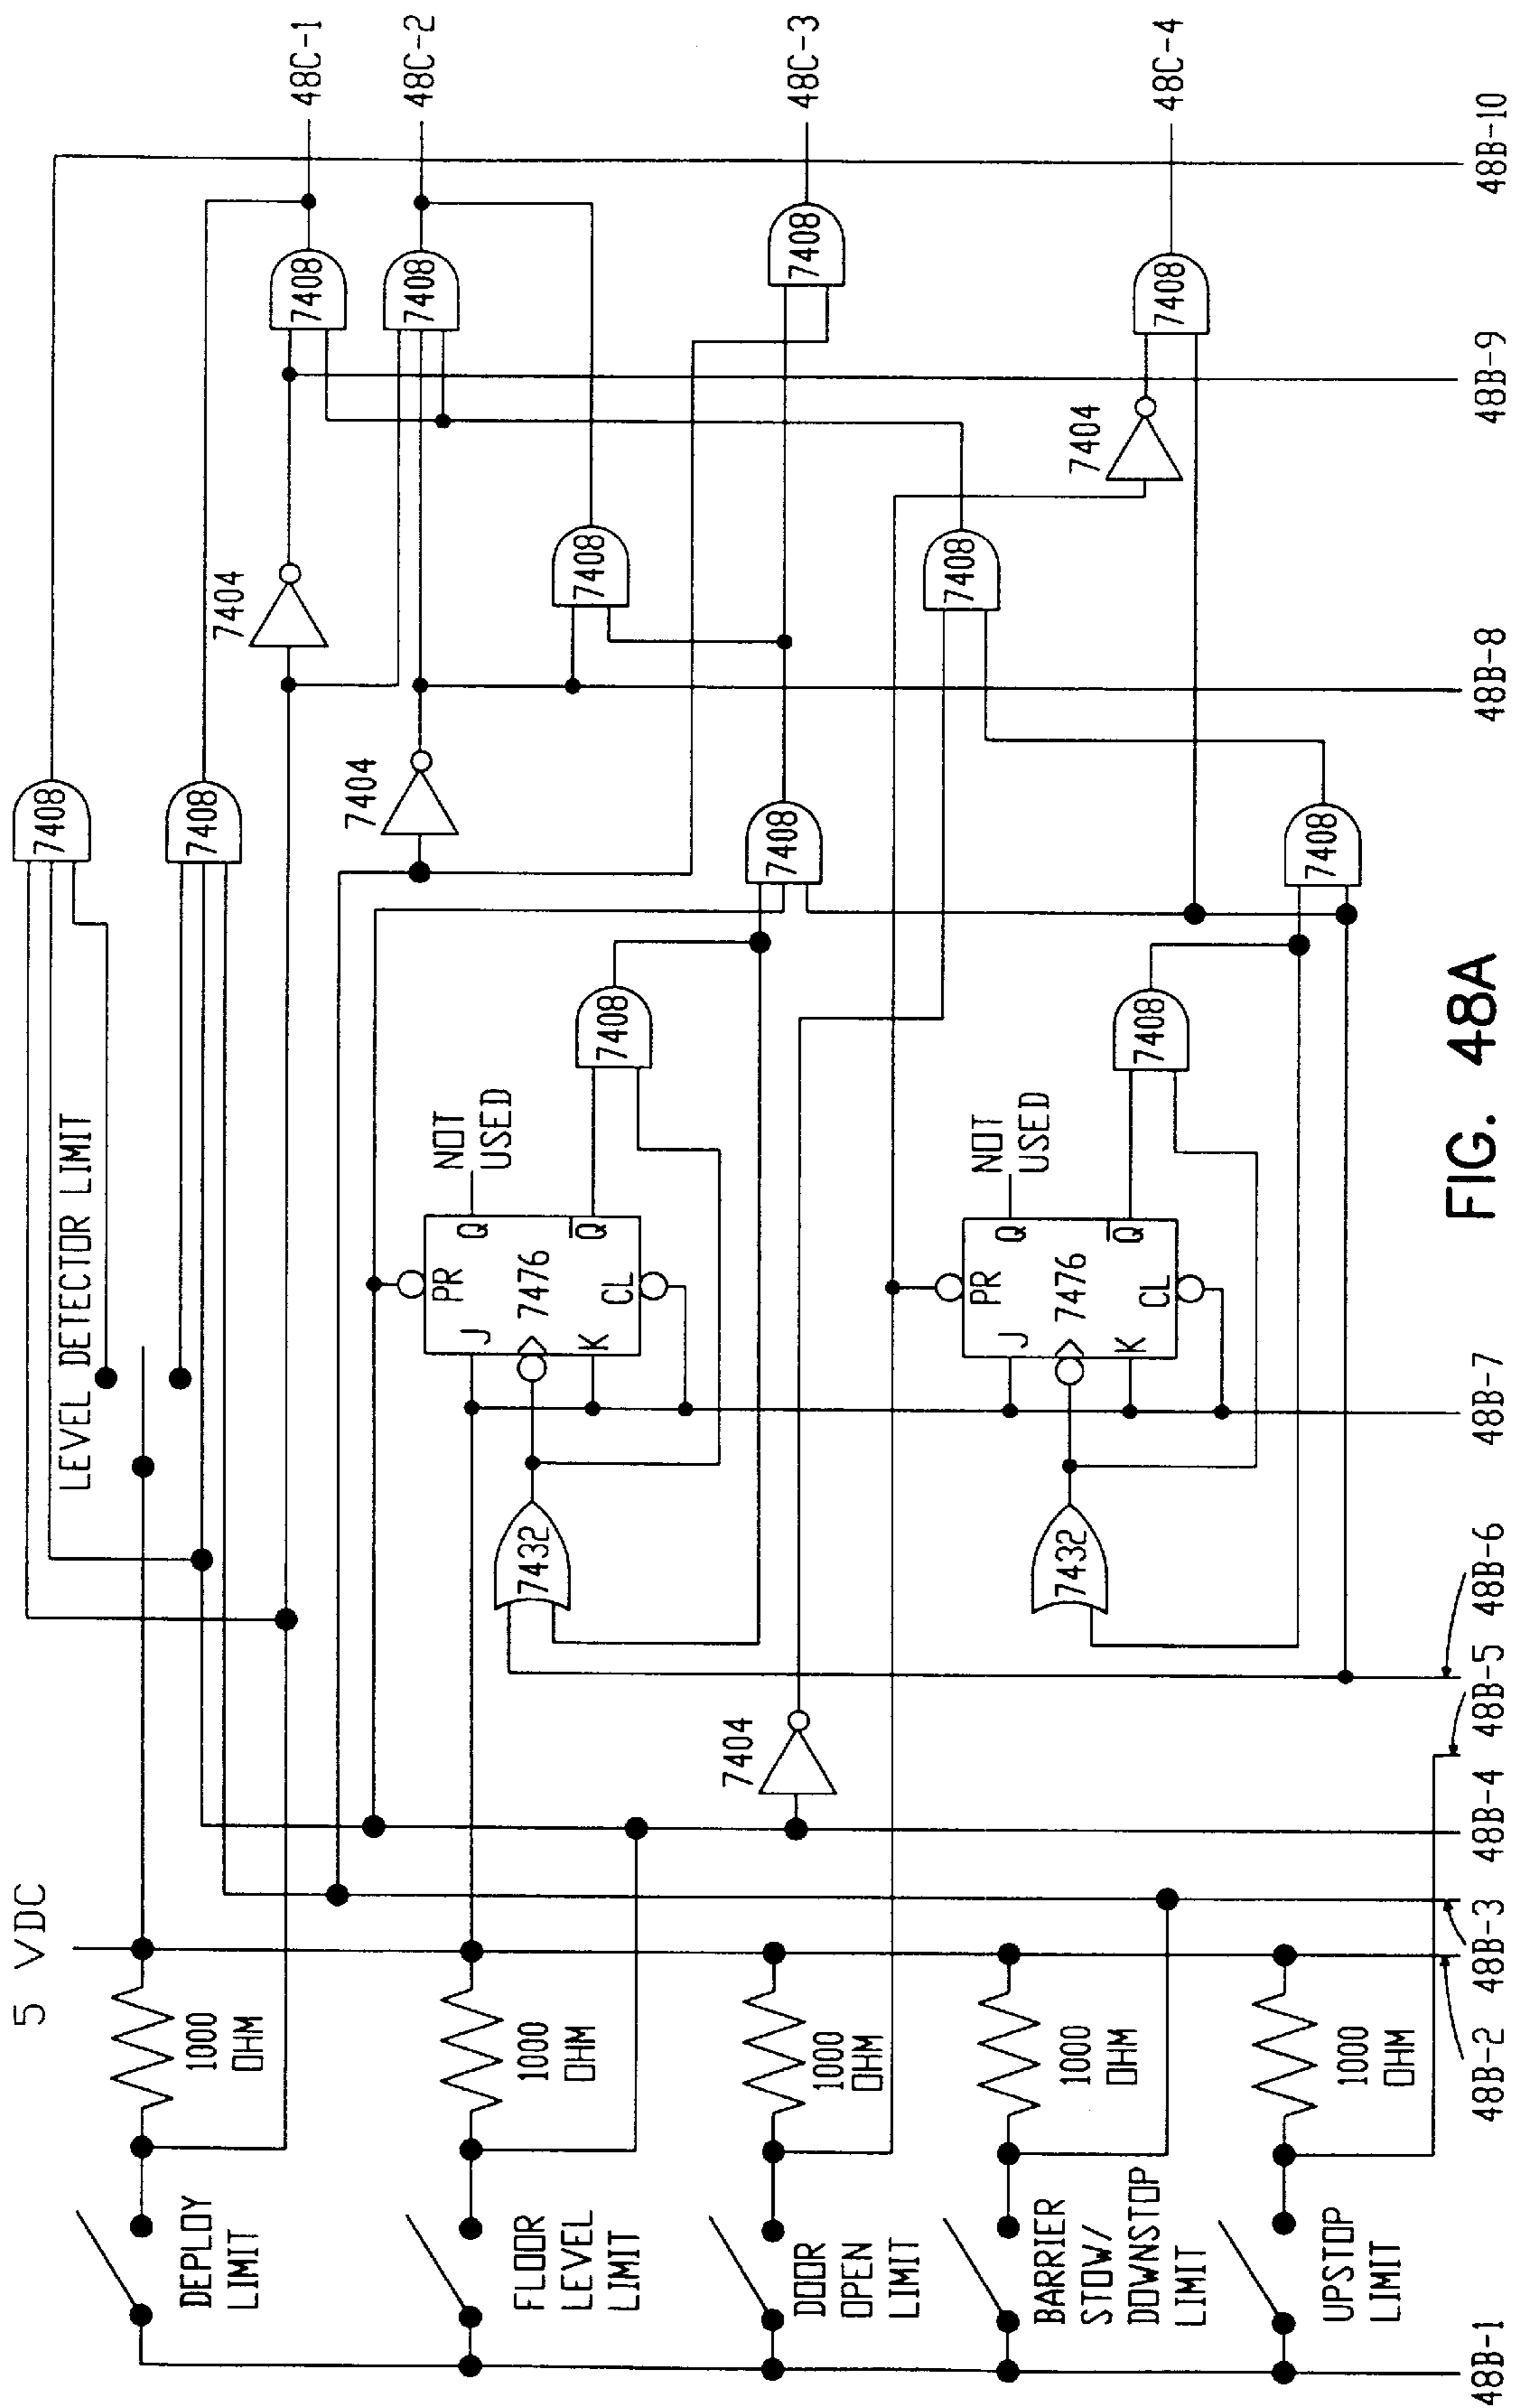 5 VDC
LEVEL DETECTOR LIMIT
1000
OHM
DEPLOY
LIMIT
7408
7408
7404
7408
48C-1
7404
7408
48C-2
1000
OHM
FLOOR
LEVEL
LIMIT
7432
J
PR
Q
7476
K
CL
Q
NOT
USED
7408
7408
7408
7408
48C-3
1000
OHM
DOOR
OPEN
LIMIT
7404
7408
1000
OHM
BARRIER
STOW/
DOWNSTOP
LIMIT
7432
J
PR
Q
7476
K
CL
Q
NOT
USED
7408
7408
7404
7408
48C-4
1000
OHM
UPSTOP
LIMIT
48B-1
48B-2
48B-3
48B-4
48B-5
48B-6
48B-7
48B-8
48B-9
48B-10
FIG. 48A